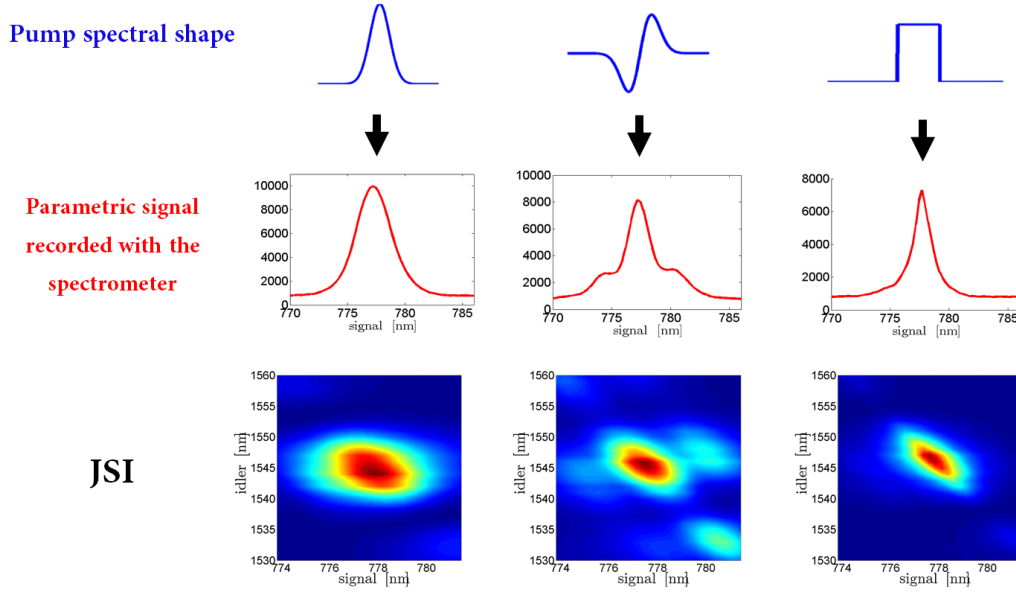 Pump spectral shape
Parametric signal
recorded with the
spectrometer
10000
8000
6000
4000
2000
0
770 775 780 785
signal [nm]
10000
8000
6000
4000
2000
0
770 775 780 785
signal [nm]
8000
6000
4000
2000
0
770 775 780 785
signal [nm]
JSI
1560
1555
1550
1545
1540
1535
1530
idler [nm]
774 776 778 780
signal [nm]
1560
1555
1550
1545
1540
1535
1530
idler [nm]
774 776 778 780
signal [nm]
1560
1555
1550
1545
1540
1535
1530
idler [nm]
774 776 778 780
signal [nm]